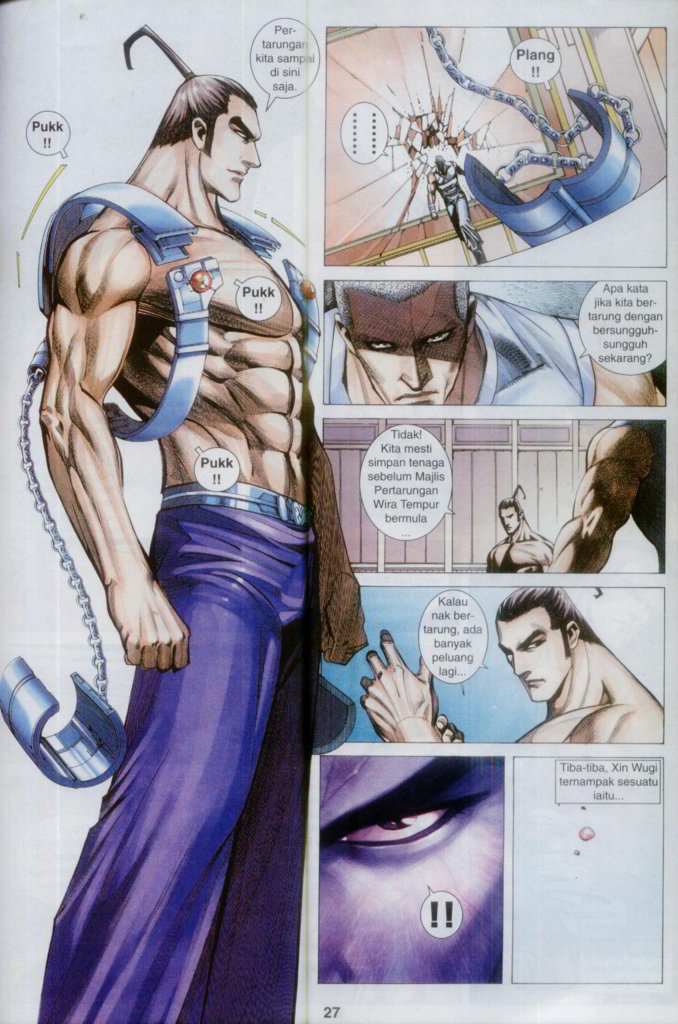 Per-
tarungan
kita sampai
di sini
saja.
Pukk
!!
Pukk
!!
Pukk
!!
Plang
!!
Apa kata
jika kita ber-
tarung dengan
bersungguh-
sungguh
sekarang?
Tidak!
Kita mesti
simpan tenaga
sebelum Majlis
Pertarungan
Wira Tempur
bermula
...
Kalau
nak ber-
tarung, ada
banyak
peluang
lagi...
Tiba-tiba, Xin Wugi
ternampak sesuatu
iaitu...
!!
27